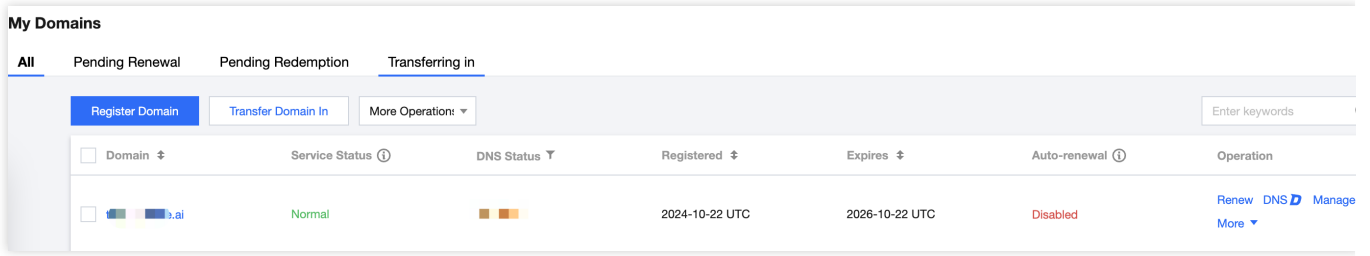 My Domains
All Pending Renewal Pending Redemption Transferring in
Register Domain Transfer Domain In More Operations Enter keywords
Domain Service Status DNS Status Registered Expires Auto-renewal Operation
.ai Normal 2024-10-22 UTC 2026-10-22 UTC Disabled Renew DNS Manage
More